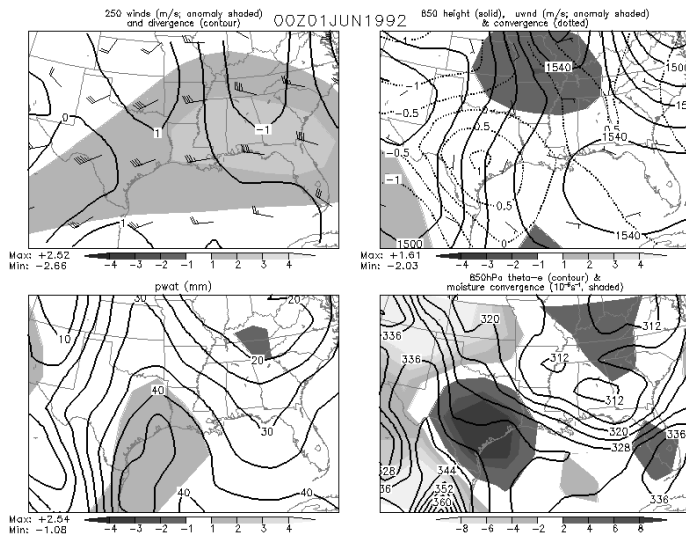 00Z01JUN1992
250 winds (m/s; anomaly shaded)
and divergence (contour)
0
1
-1
1
Max: +2.52
Min: -2.66
-4 -3 -2 -1 1 2 3 4
850 height (solid), uwnd (m/s; anomaly shaded)
& convergence (dotted)
1540
1500
-0.5
0.5
1540
-0.5
-1
0.5
1500
1540
Max: +1.61
Min: -2.03
-4 -3 -2 -1 1 2 3 4
pwat (mm)
30
20
10
20
40
30
40
40
Max: +2.54
Min: -1.08
-4 -3 -2 -1 1 2 3 4
850hPa theta-e (contour) &
moisture convergence (10⁻⁸s⁻¹, shaded)
320
336
312
312
336
312
312
320
328
336
328
344
336
352
360
336
-8 -6 -4 -2 2 4 6 8